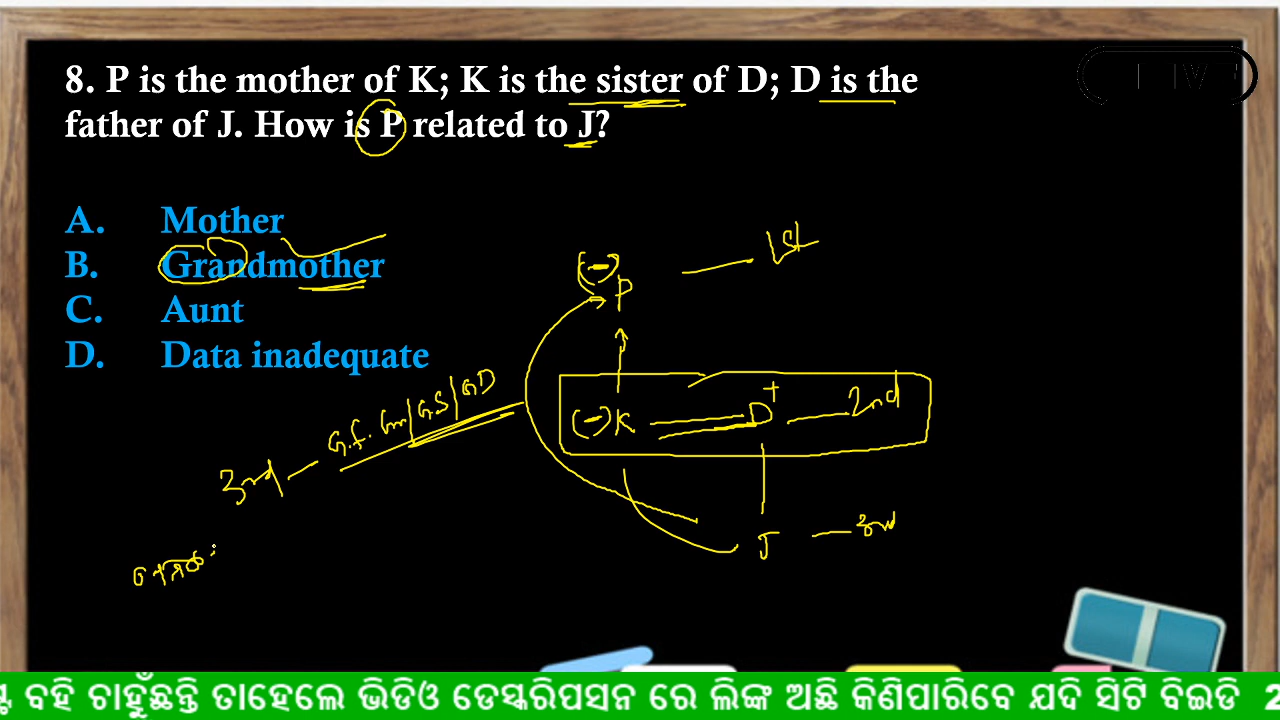 LIVE
8. P is the mother of K; K is the sister of D; D is the
father of J. How is P related to J?
A. Mother
B. Grandmother
C. Aunt
D. Data inadequate
(-)
P
1st
(-) K
D+
2nd
J
3rd
3rd
G.f. Gm/GS/GD
ବହି ଚାହୁଁଛନ୍ତି ତାହେଲେ ଭିଡିଓ ଡେସ୍କରିପସନ ରେ ଲିଙ୍କ ଅଛି କିଣିପାରିବେ ଯଦି ସିଟି ବିଇଡି 2